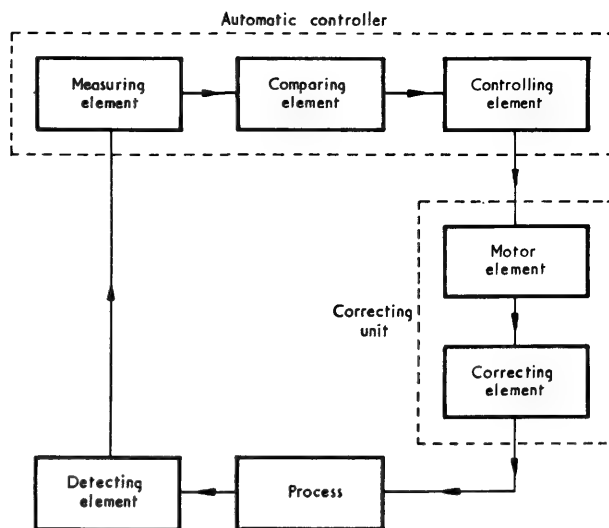 Automatic controller
Measuring
element
Comparing
element
Controlling
element
Motor
element
Correcting
unit
Correcting
element
Detecting
element
Process